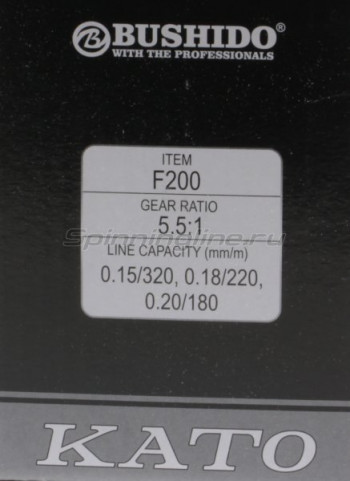 B BUSHIDO®
WITH THE PROFESSIONALS
ITEM
F200
GEAR RATIO
5.5:1
Spinningline.ru
LINE CAPACITY (mm/m)
0.15/320, 0.18/220,
0.20/180
KATO